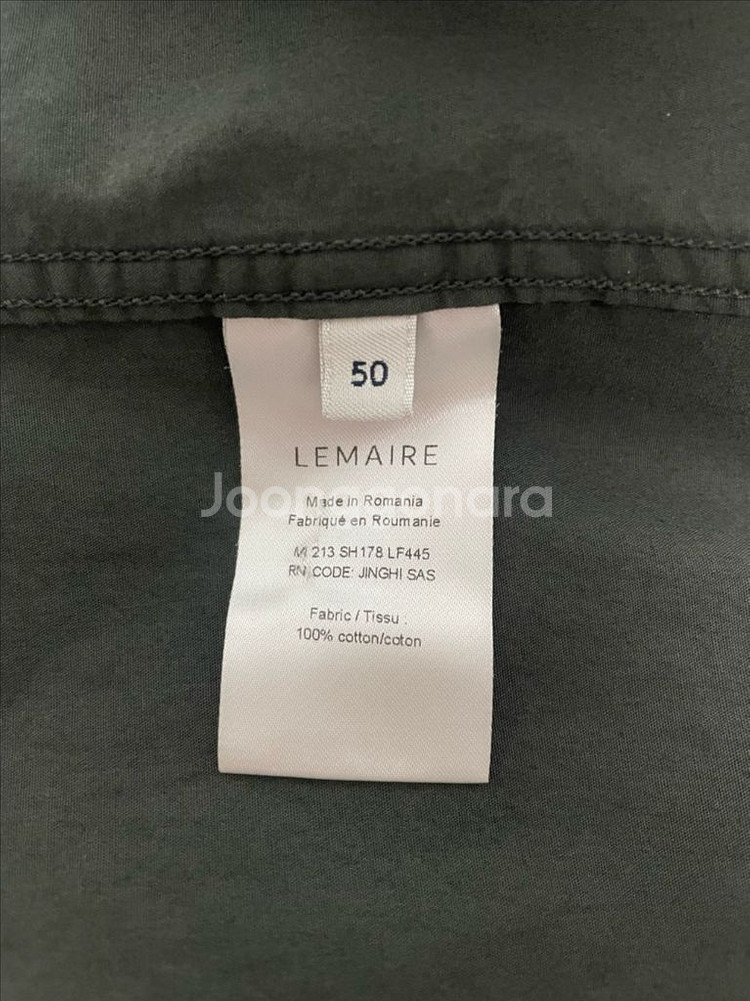 50
LEMAIRE
Joonggonara
Made in Romania
Fabriqué en Roumanie
M 213 SH178 LF445
RN CODE: JINGHI SAS
Fabric / Tissu :
100% cotton/coton